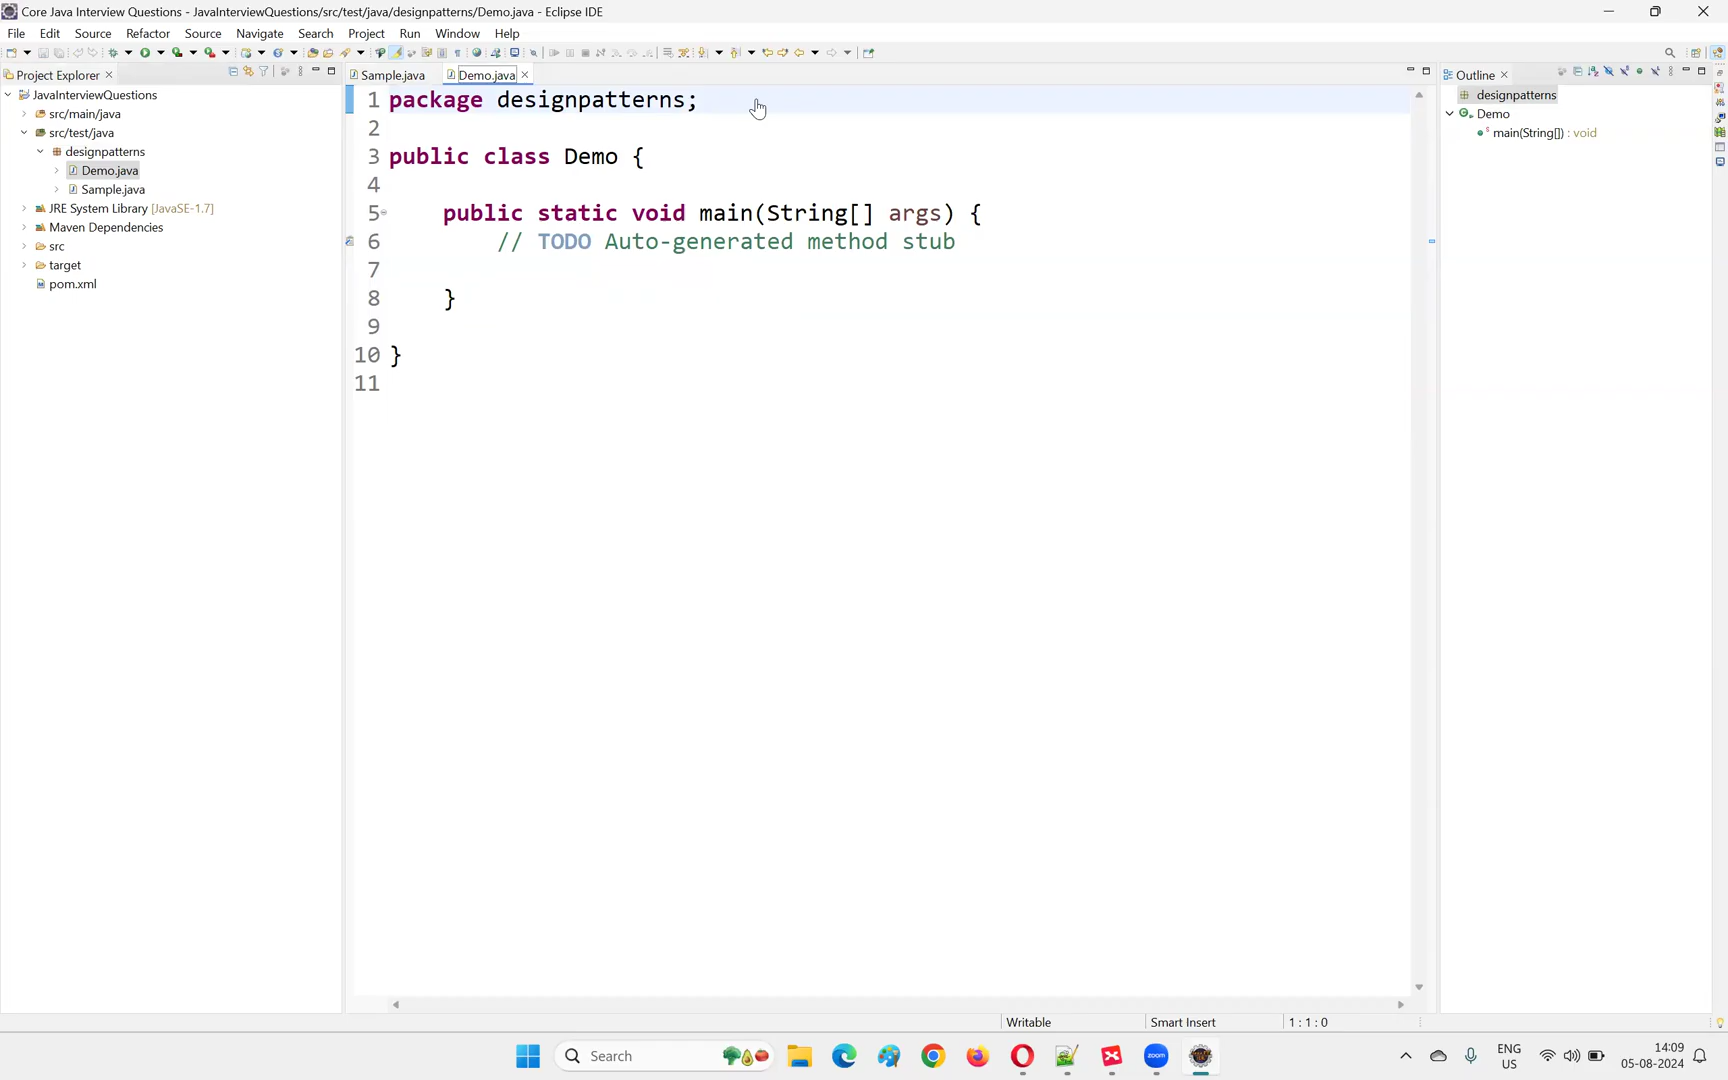 Core Java Interview Questions - JavaInterviewQuestions/src/test/java/designpatterns/Demo.java - Eclipse IDE
File Edit Source Refactor Source Navigate Search Project Run Window Help
Project Explorer
JavaInterviewQuestions
src/main/java
src/test/java
designpatterns
Demo.java
Sample.java
JRE System Library [JavaSE-1.7]
Maven Dependencies
src
target
pom.xml
Sample.java Demo.java
1 package designpatterns;
2
3 public class Demo {
4
5 public static void main(String[] args) {
6 // TODO Auto-generated method stub
7
8 }
9
10 }
11
Outline
designpatterns
Demo
main(String[]) : void
Writable Smart Insert 1 : 1 : 0
Search
zoom
ENG
US
14:09
05-08-2024